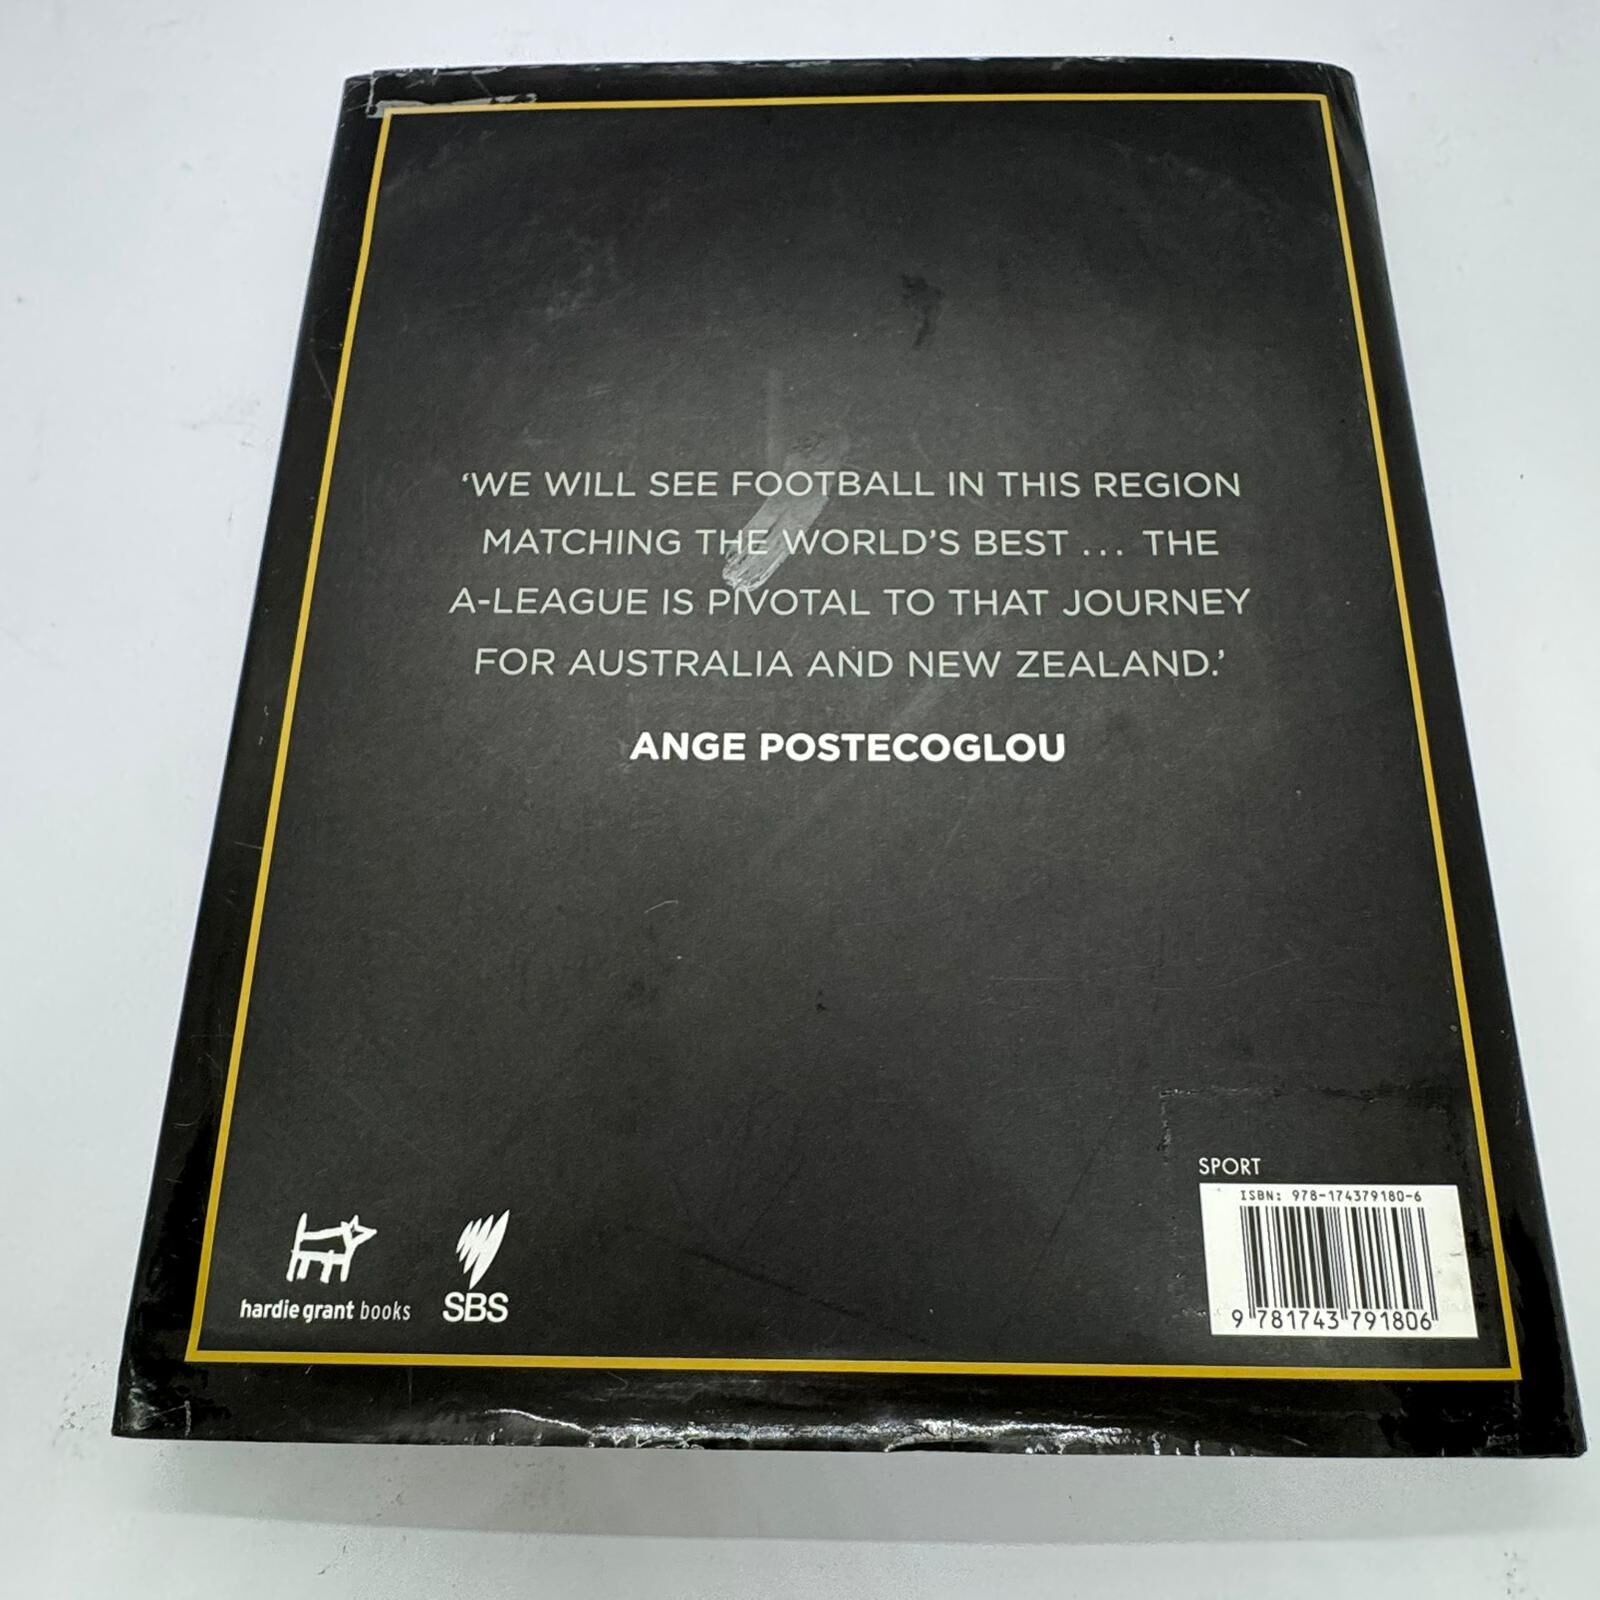 ‘WE WILL SEE FOOTBALL IN THIS REGION
MATCHING THE WORLD’S BEST ... THE
A-LEAGUE IS PIVOTAL TO THAT JOURNEY
FOR AUSTRALIA AND NEW ZEALAND.’
ANGE POSTECOGLOU
SPORT
ISBN: 978-174379180-6
9 781743 791806
hardie grant books
SBS